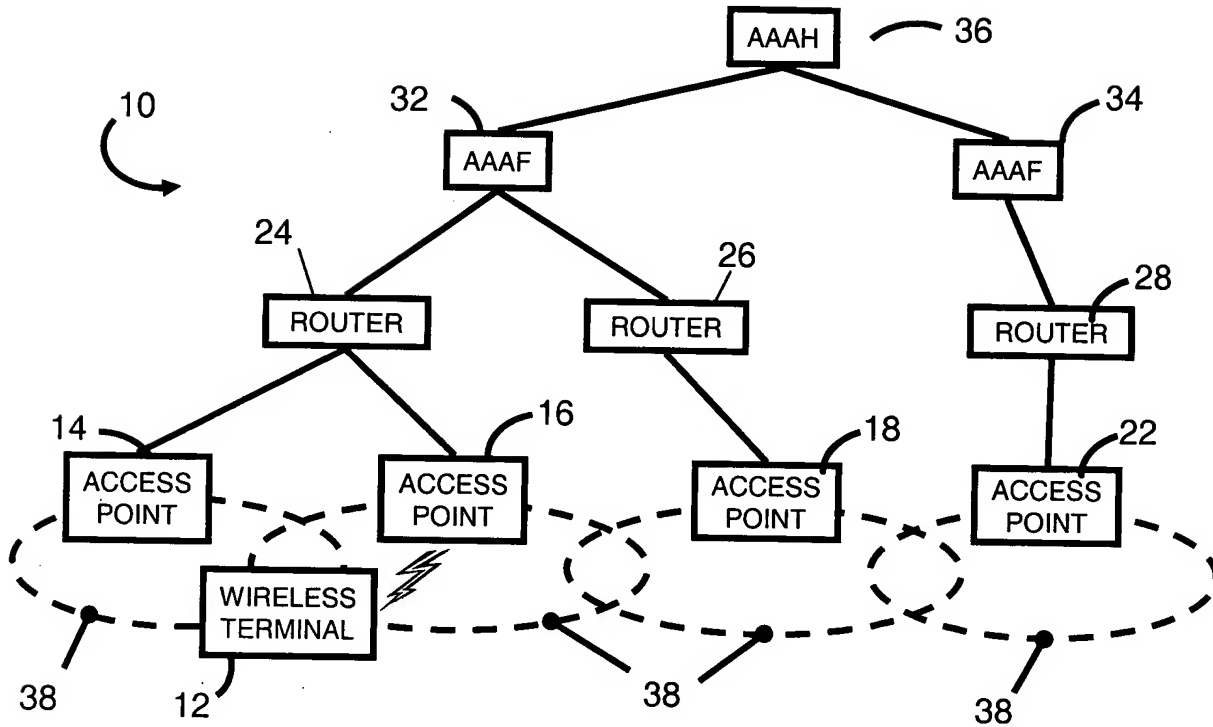 AAAH
36
10
32
34
AAAF
AAAF
24
26
28
ROUTER
ROUTER
ROUTER
14
16
18
22
ACCESS
POINT
ACCESS
POINT
ACCESS
POINT
ACCESS
POINT
WIRELESS
TERMINAL
38
12
38
38